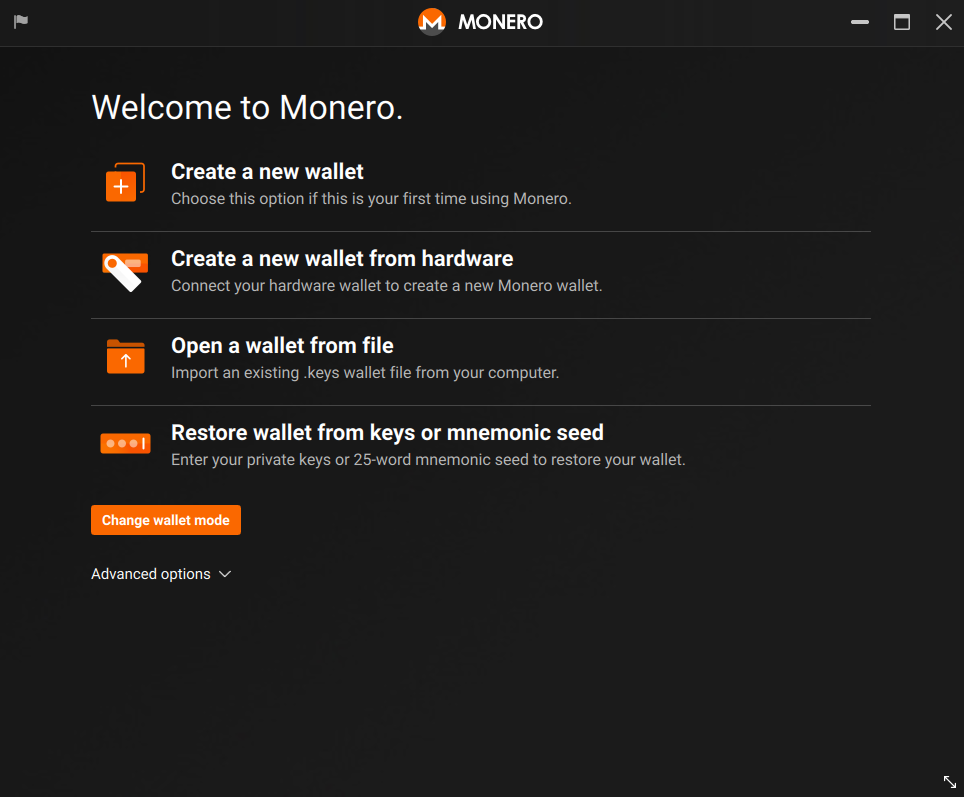 MONERO
Welcome to Monero.
Create a new wallet
Choose this option if this is your first time using Monero.
Create a new wallet from hardware
Connect your hardware wallet to create a new Monero wallet.
Open a wallet from file
Import an existing .keys wallet file from your computer.
Restore wallet from keys or mnemonic seed
Enter your private keys or 25-word mnemonic seed to restore your wallet.
Change wallet mode
Advanced options